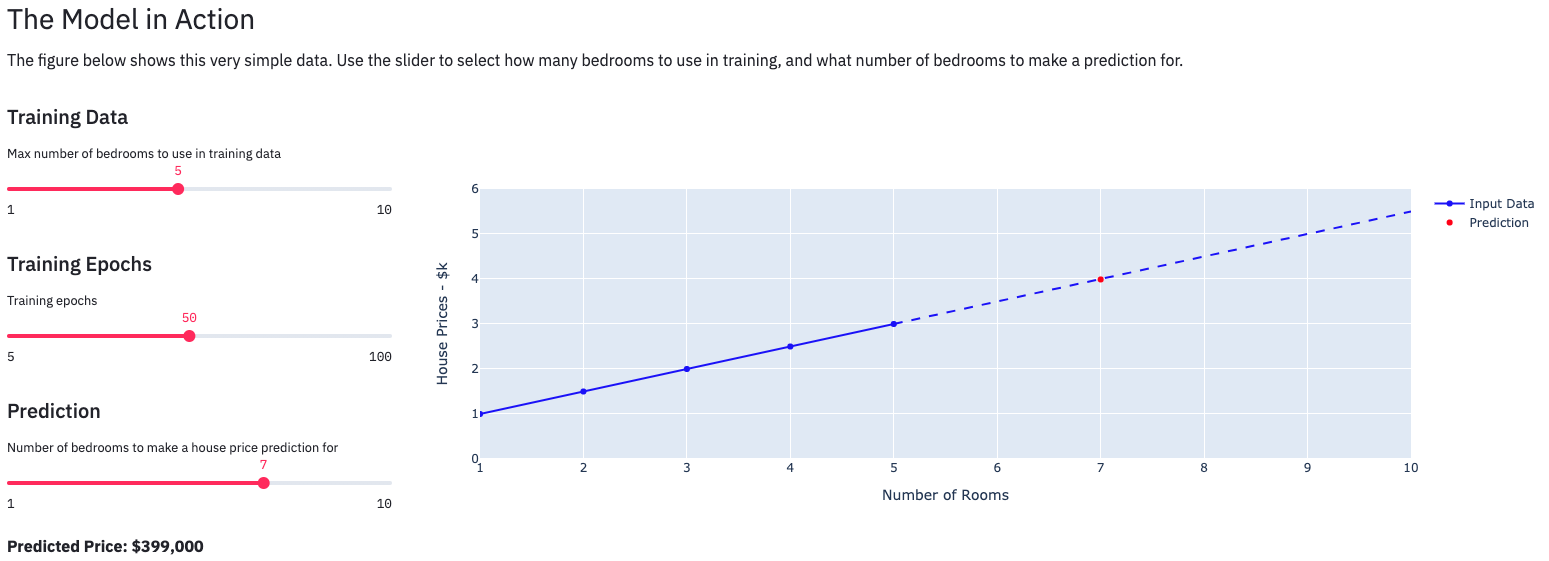 The Model in Action
The figure below shows this very simple data. Use the slider to select how many bedrooms to use in training, and what number of bedrooms to make a prediction for.
Training Data
Max number of bedrooms to use in training data
5
1 10
Training Epochs
Training epochs
50
5 100
Prediction
Number of bedrooms to make a house price prediction for
7
1 10
Predicted Price: $399,000
House Prices - $k
6
5
4
3
2
1
0
1 2 3 4 5 6 7 8 9 10
Number of Rooms
Input Data
Prediction